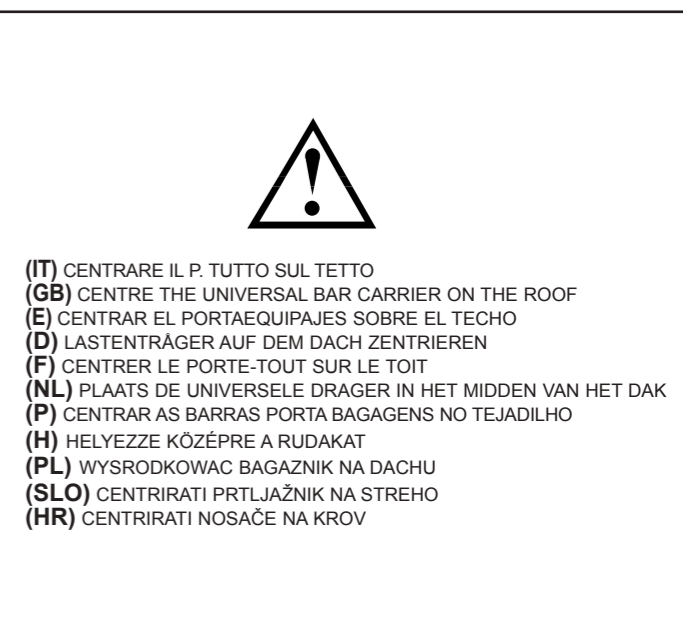 (IT) CENTRARE IL P. TUTTO SUL TETTO
(GB) CENTRE THE UNIVERSAL BAR CARRIER ON THE ROOF
(E) CENTRAR EL PORTAEQUIPAJES SOBRE EL TECHO
(D) LASTENTRÅGER AUF DEM DACH ZENTRIEREN
(F) CENTRER LE PORTE-TOUT SUR LE TOIT
(NL) PLAATS DE UNIVERSELE DRAGER IN HET MIDDEN VAN HET DAK
(P) CENTRAR AS BARRAS PORTA BAGAGENS NO TEJADILHO
(H) HELYEZZE KÖZÉPRE A RUDAKAT
(PL) WYSRODKOWAC BAGAZNIK NA DACHU
(SLO) CENTRIRATI PRTLJAŽNIK NA STREHO
(HR) CENTRIRATI NOSAČE NA KROV